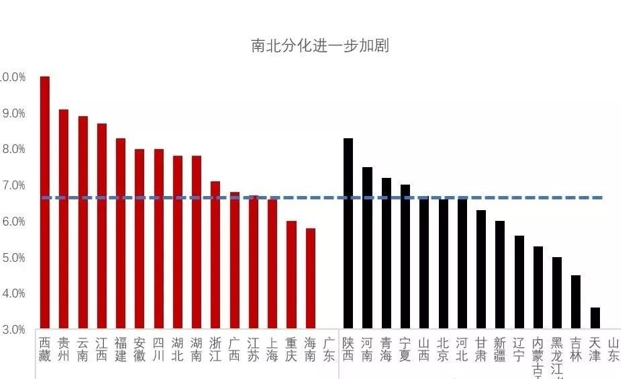 南北分化进一步加剧
10.0%
9.0%
8.0%
7.0%
6.0%
5.0%
4.0%
3.0%
西藏
贵州
云南
江西
福建
安徽
四川
湖北
湖南
浙江
广西
江苏
上海
重庆
海南
广东
陕西
河南
青海
宁夏
山西
北京
河北
甘肃
新疆
辽宁
内蒙古
黑龙江
吉林
天津
山东